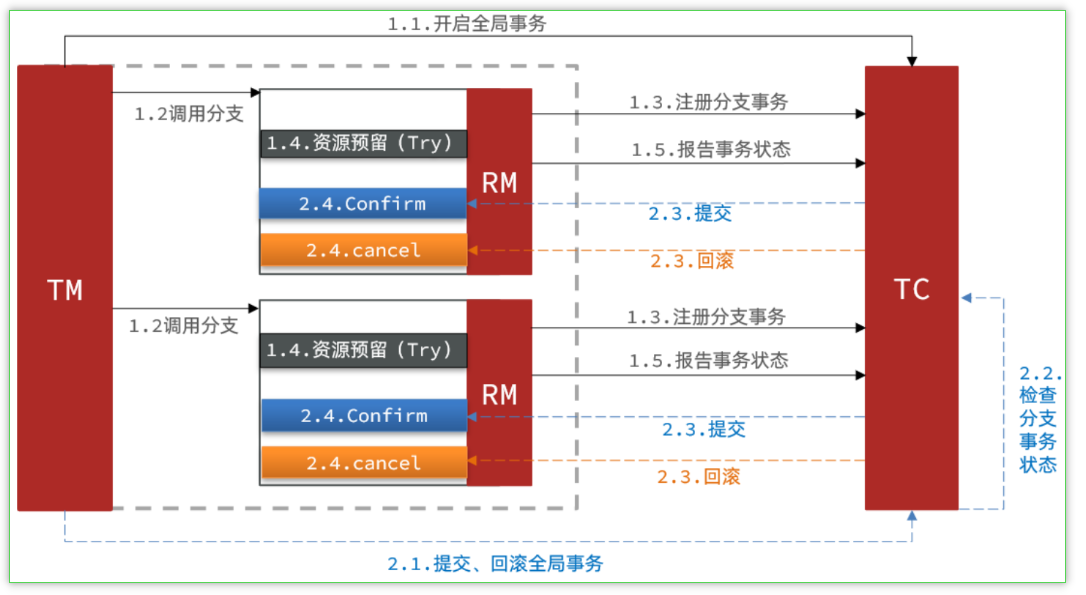 1.1.开启全局事务
TM
1.2调用分支
1.4.资源预留（Try）
2.4.Confirm
2.4.cancel
RM
1.3.注册分支事务
1.5.报告事务状态
2.3.提交
2.3.回滚
1.2调用分支
1.4.资源预留（Try）
2.4.Confirm
2.4.cancel
RM
1.3.注册分支事务
1.5.报告事务状态
2.3.提交
2.3.回滚
TC
2.2.
检查
分支
事务
状态
2.1.提交、回滚全局事务